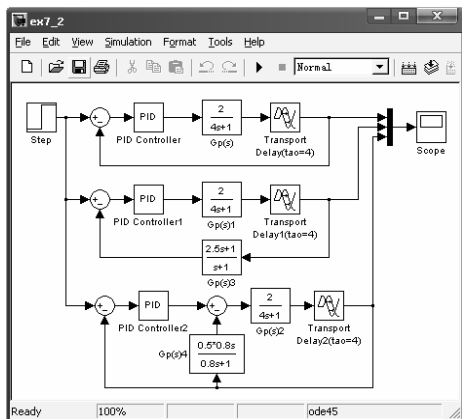 ex7_2
File Edit View Simulation Format Tools Help
Normal
Step
PID
PID Controller
2
4s+1
Gp(s)
Transport
Delay(tao=4)
Scope
PID
PID Controller1
2
4s+1
Gp(s)1
Transport
Delay1(tao=4)
2.5s+1
s+1
Gp(s)3
PID
PID Controller2
2
4s+1
Gp(s)2
Transport
Delay2(tao=4)
Gp(s)4
0.5*0.8s
0.8s+1
Ready 100% ode45